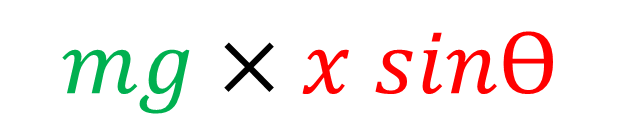 mg × x sinθ